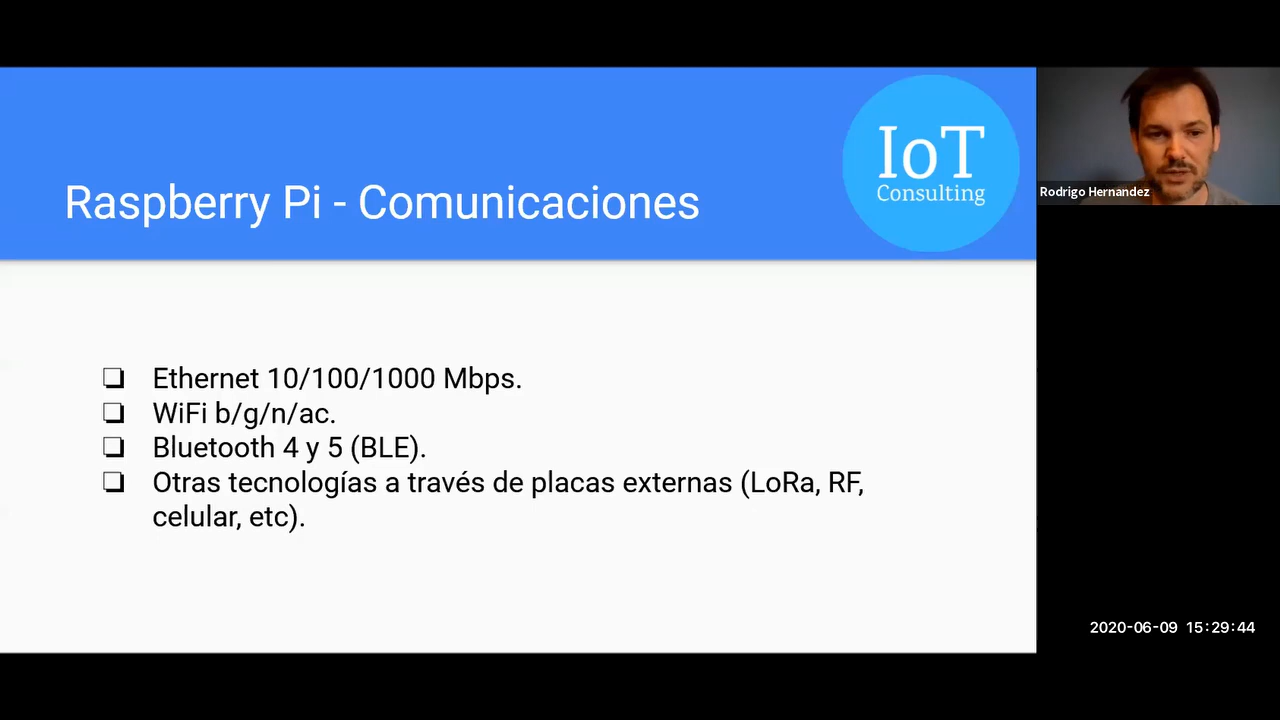 IoT
Consulting
Raspberry Pi - Comunicaciones
Rodrigo Hernandez
Ethernet 10/100/1000 Mbps.
WiFi b/g/n/ac.
Bluetooth 4 y 5 (BLE).
Otras tecnologías a través de placas externas (LoRa, RF,
celular, etc).
2020-06-09 15:29:44